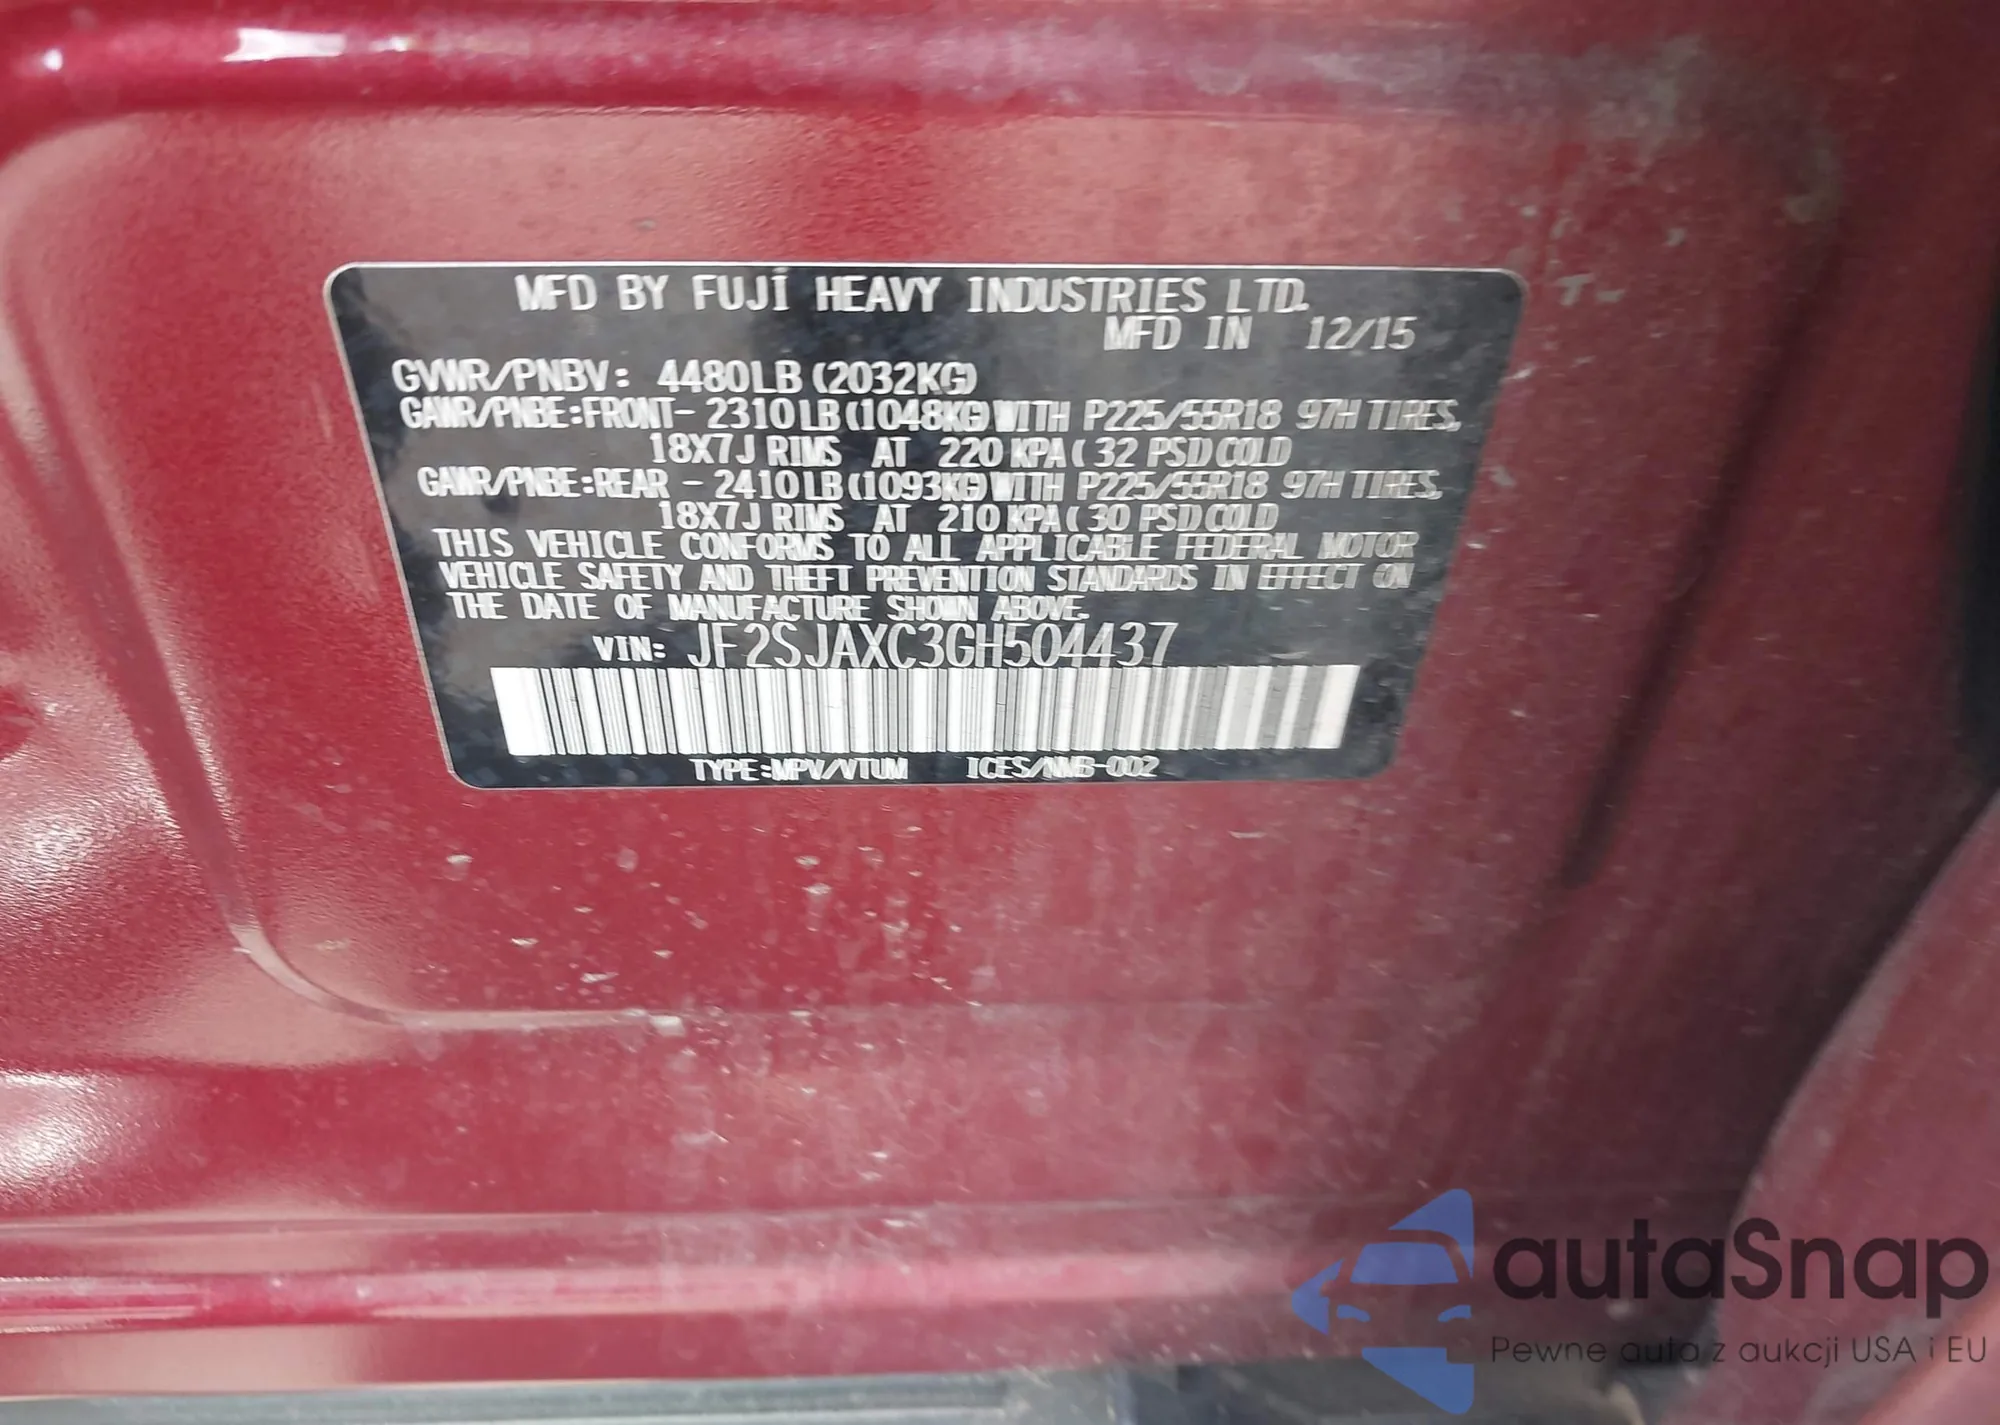 MFD BY FUJI HEAVY INDUSTRIES LTD.
MFD IN 12/15
GVWR/PNBV: 4480LB(2032KG)
GAWR/PNBE:FRONT- 2310LB(1048KG)WITH P225/55R18 97H TIRES,
18X7J RIMS AT 220 KPA( 32 PSI)COLD
GAWR/PNBE:REAR - 2410LB(1093KG)WITH P225/55R18 97H TIRES,
18X7J RIMS AT 210 KPA( 30 PSI)COLD
THIS VEHICLE CONFORMS TO ALL APPLICABLE FEDERAL MOTOR
VEHICLE SAFETY AND THEFT PREVENTION STANDARDS IN EFFECT ON
THE DATE OF MANUFACTURE SHOWN ABOVE.
VIN: JF2SJAXC3GH504437
TYPE:MPV/VTUM ICES/NMB-002
autaSnap
Pewne auta z aukcji USA i EU